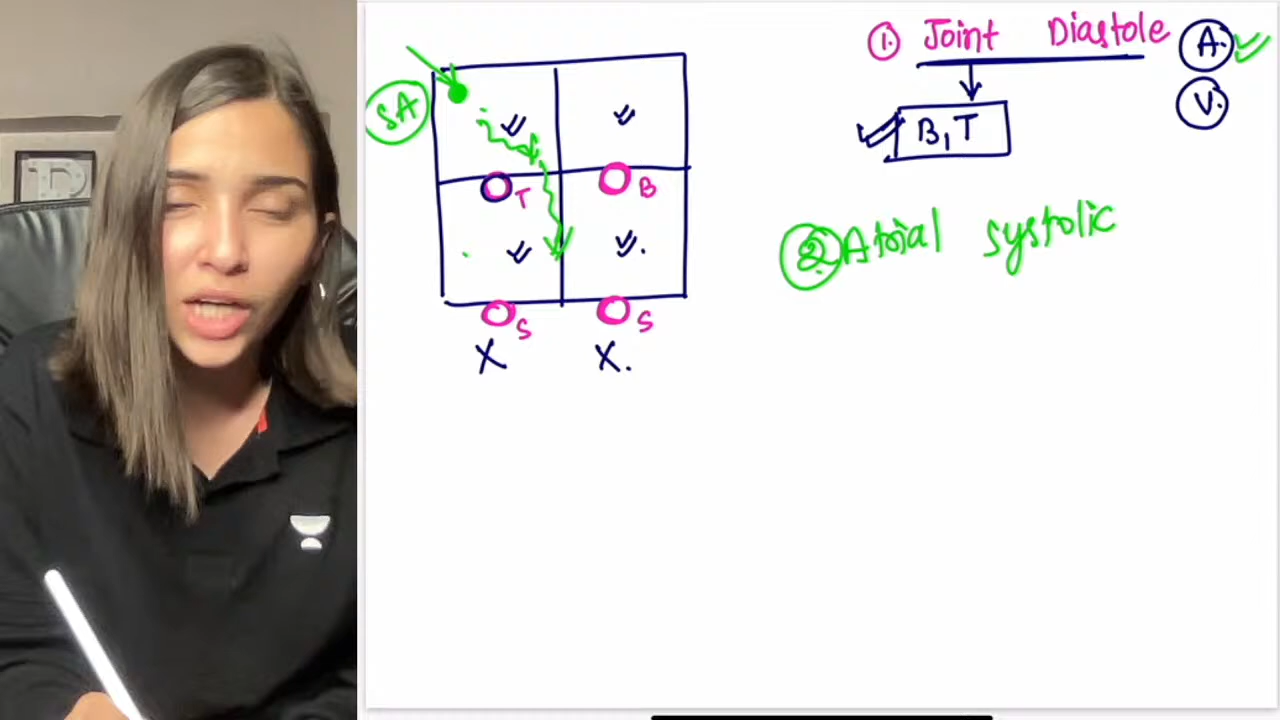 ① Joint Diastole A.
V.
B, T
SA
T B
② Atrial systolic
S S
X X.